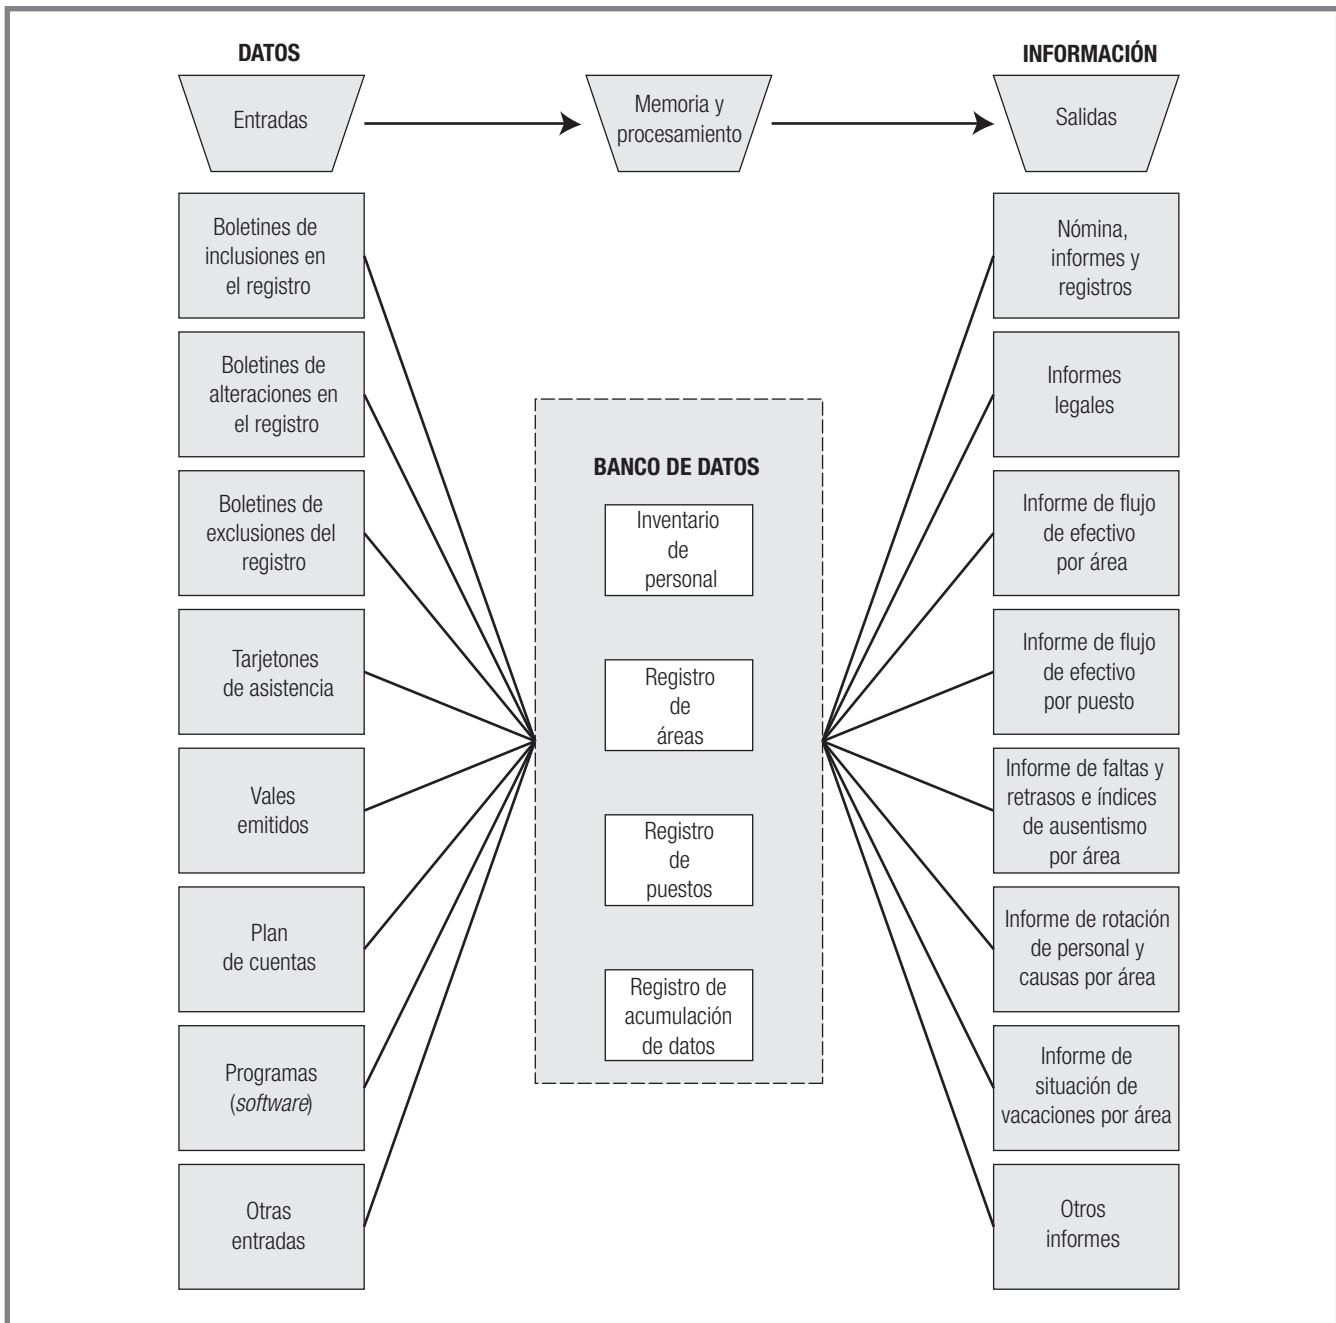 DATOS
INFORMACIÓN
Entradas
Memoria y
procesamiento
Salidas
Boletines de
inclusiones en
el registro
Boletines de
alteraciones en
el registro
Boletines de
exclusiones del
registro
Tarjetones
de asistencia
Vales
emitidos
Plan
de cuentas
Programas
(software)
Otras
entradas
BANCO DE DATOS
Inventario
de
personal
Registro
de
áreas
Registro
de
puestos
Registro de
acumulación
de datos
Nómina,
informes y
registros
Informes
legales
Informe de flujo
de efectivo
por área
Informe de flujo
de efectivo
por puesto
Informe de faltas y
retrasos e índices
de ausentismo
por área
Informe de rotación
de personal y
causas por área
Informe de
situación de
vacaciones por área
Otros
informes